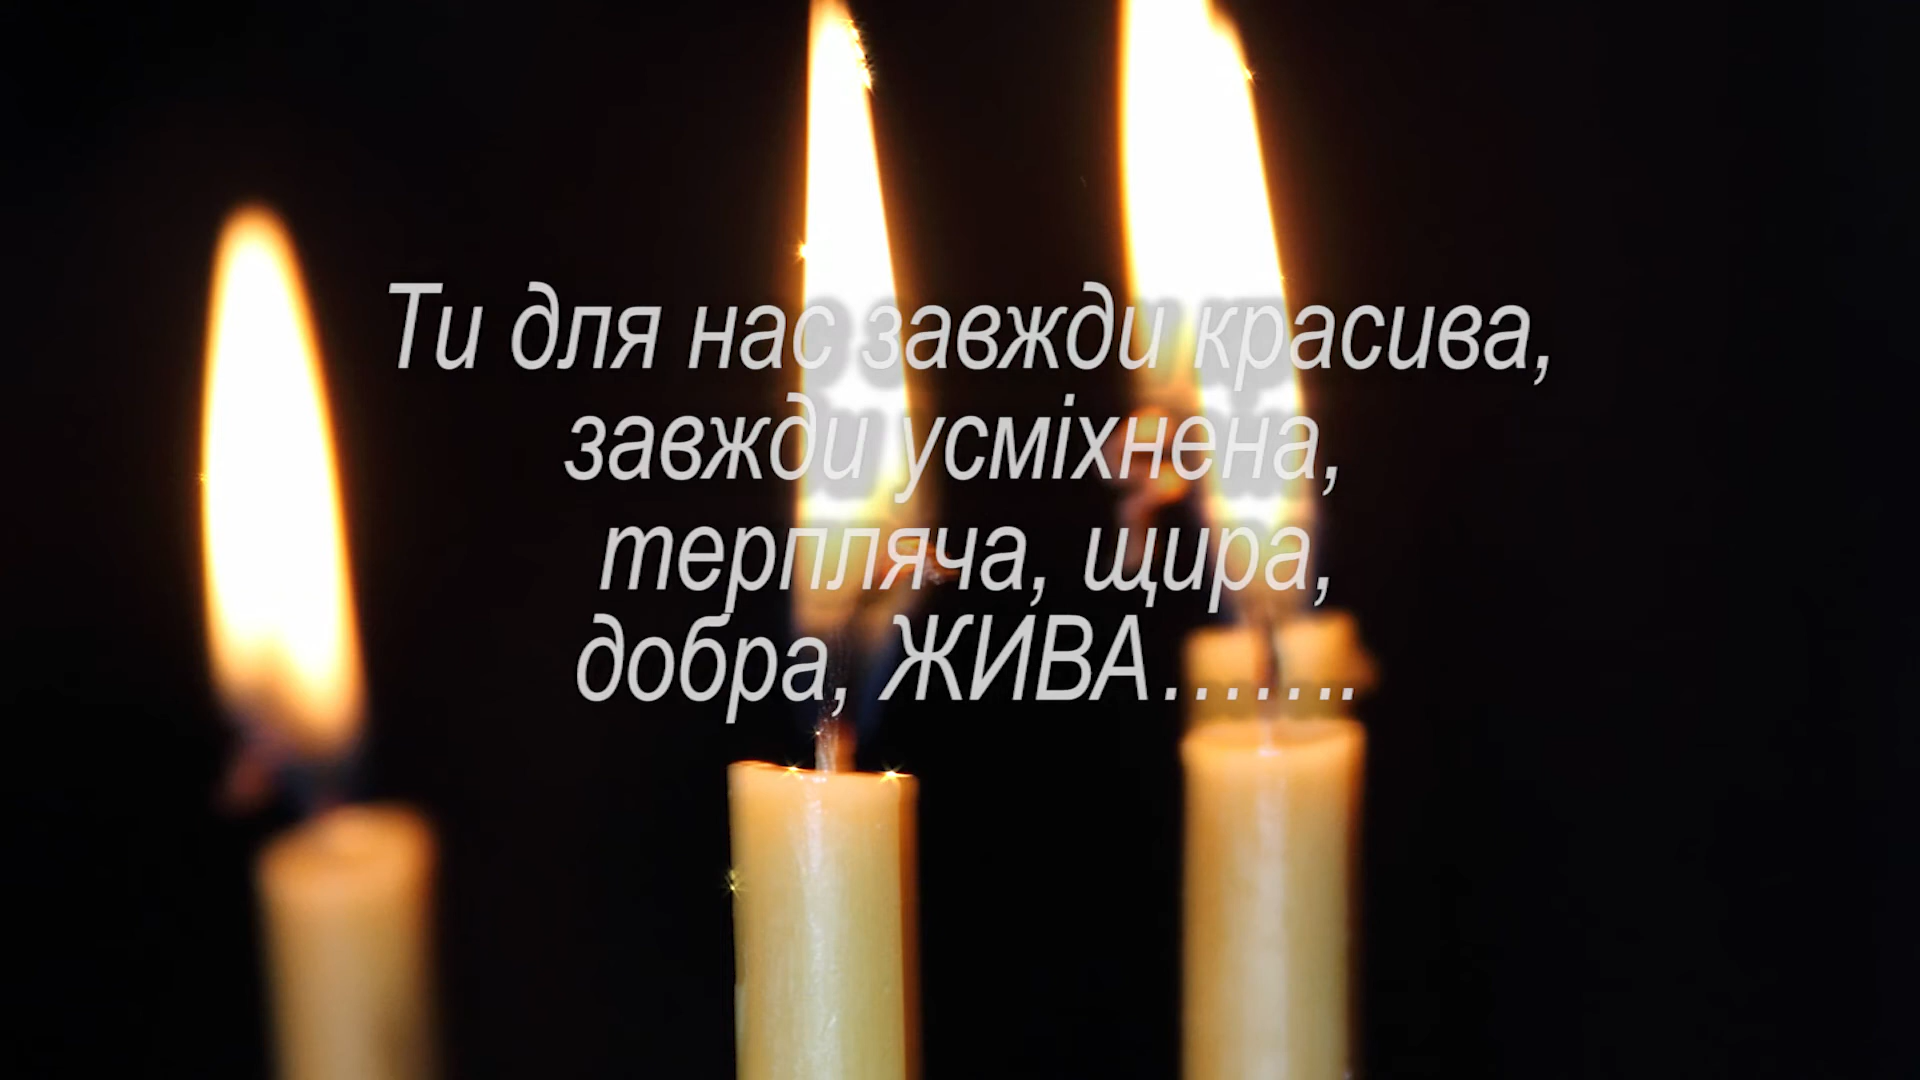 Ти для нас завжди красива,
завжди усміхнена,
терпляча, щира,
добра, ЖИВА…….